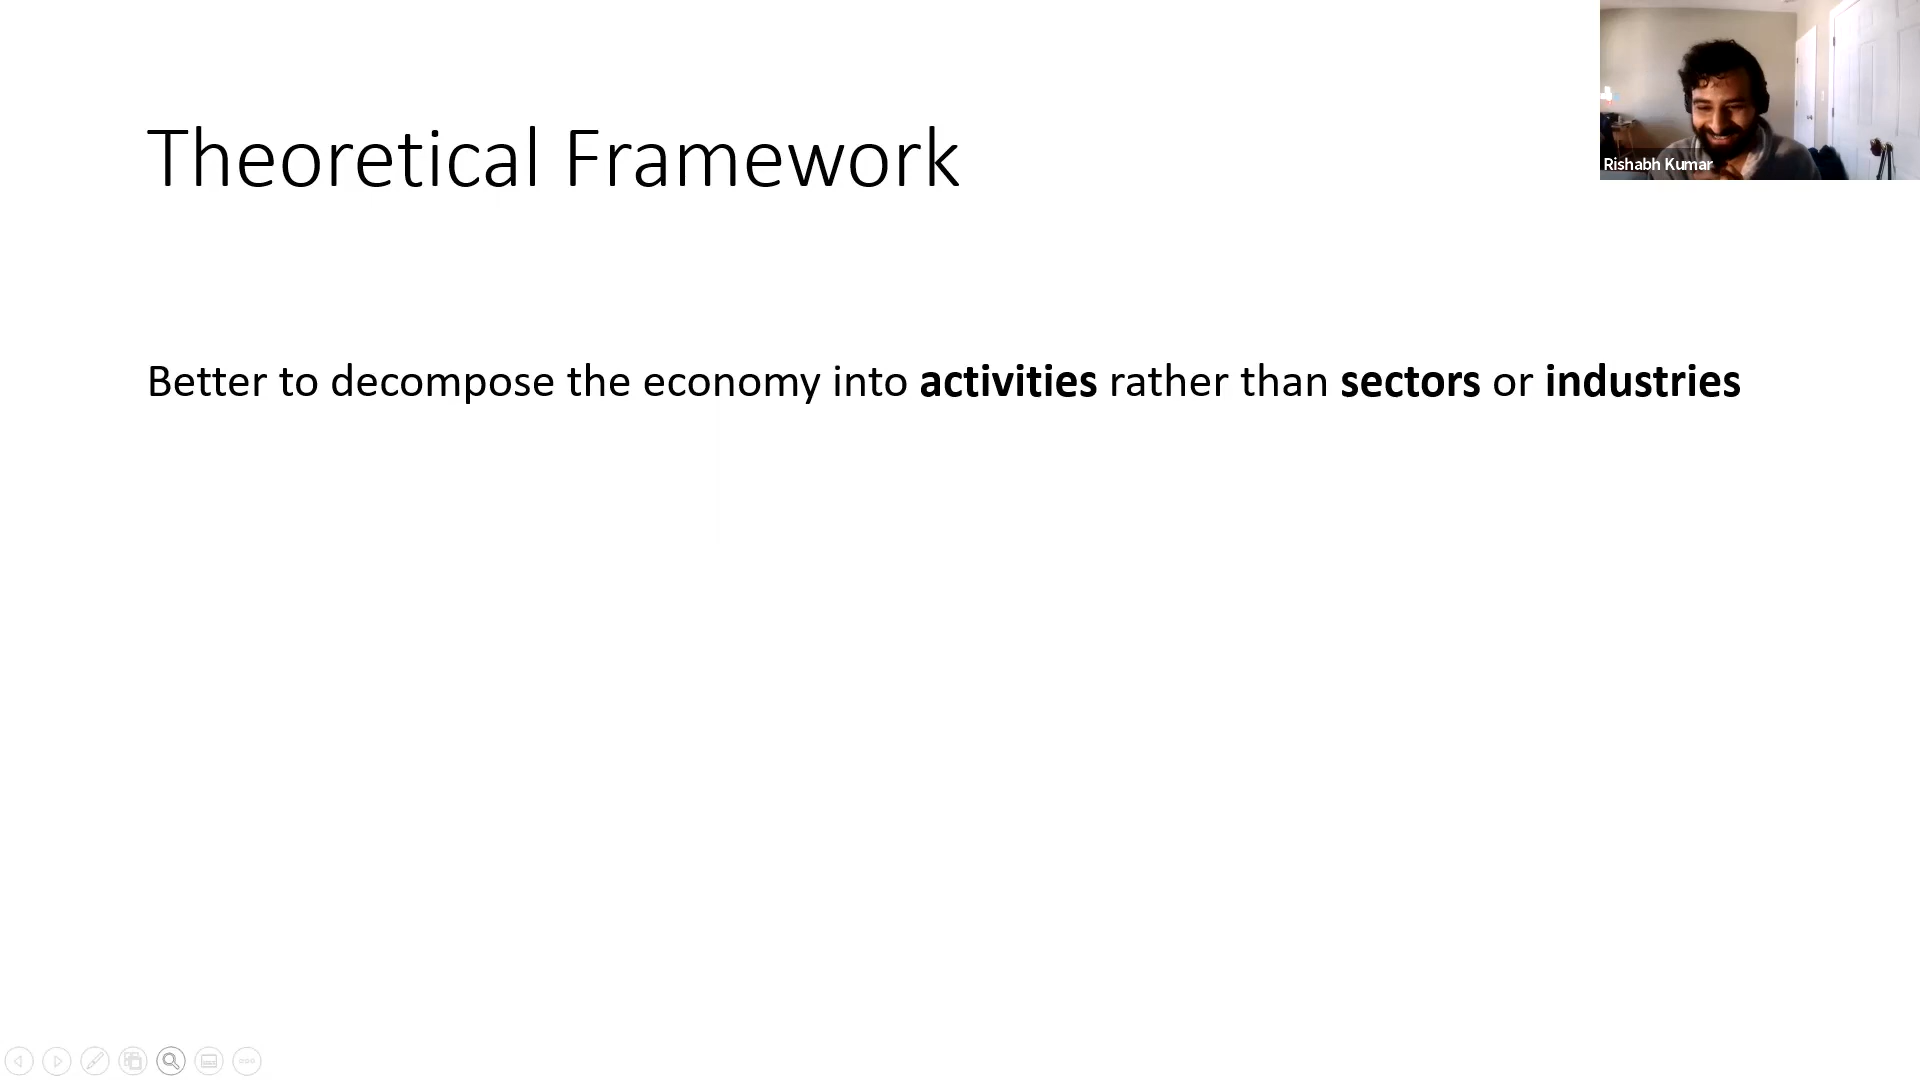 Theoretical Framework
Rishabh Kumar
Better to decompose the economy into activities rather than sectors or industries